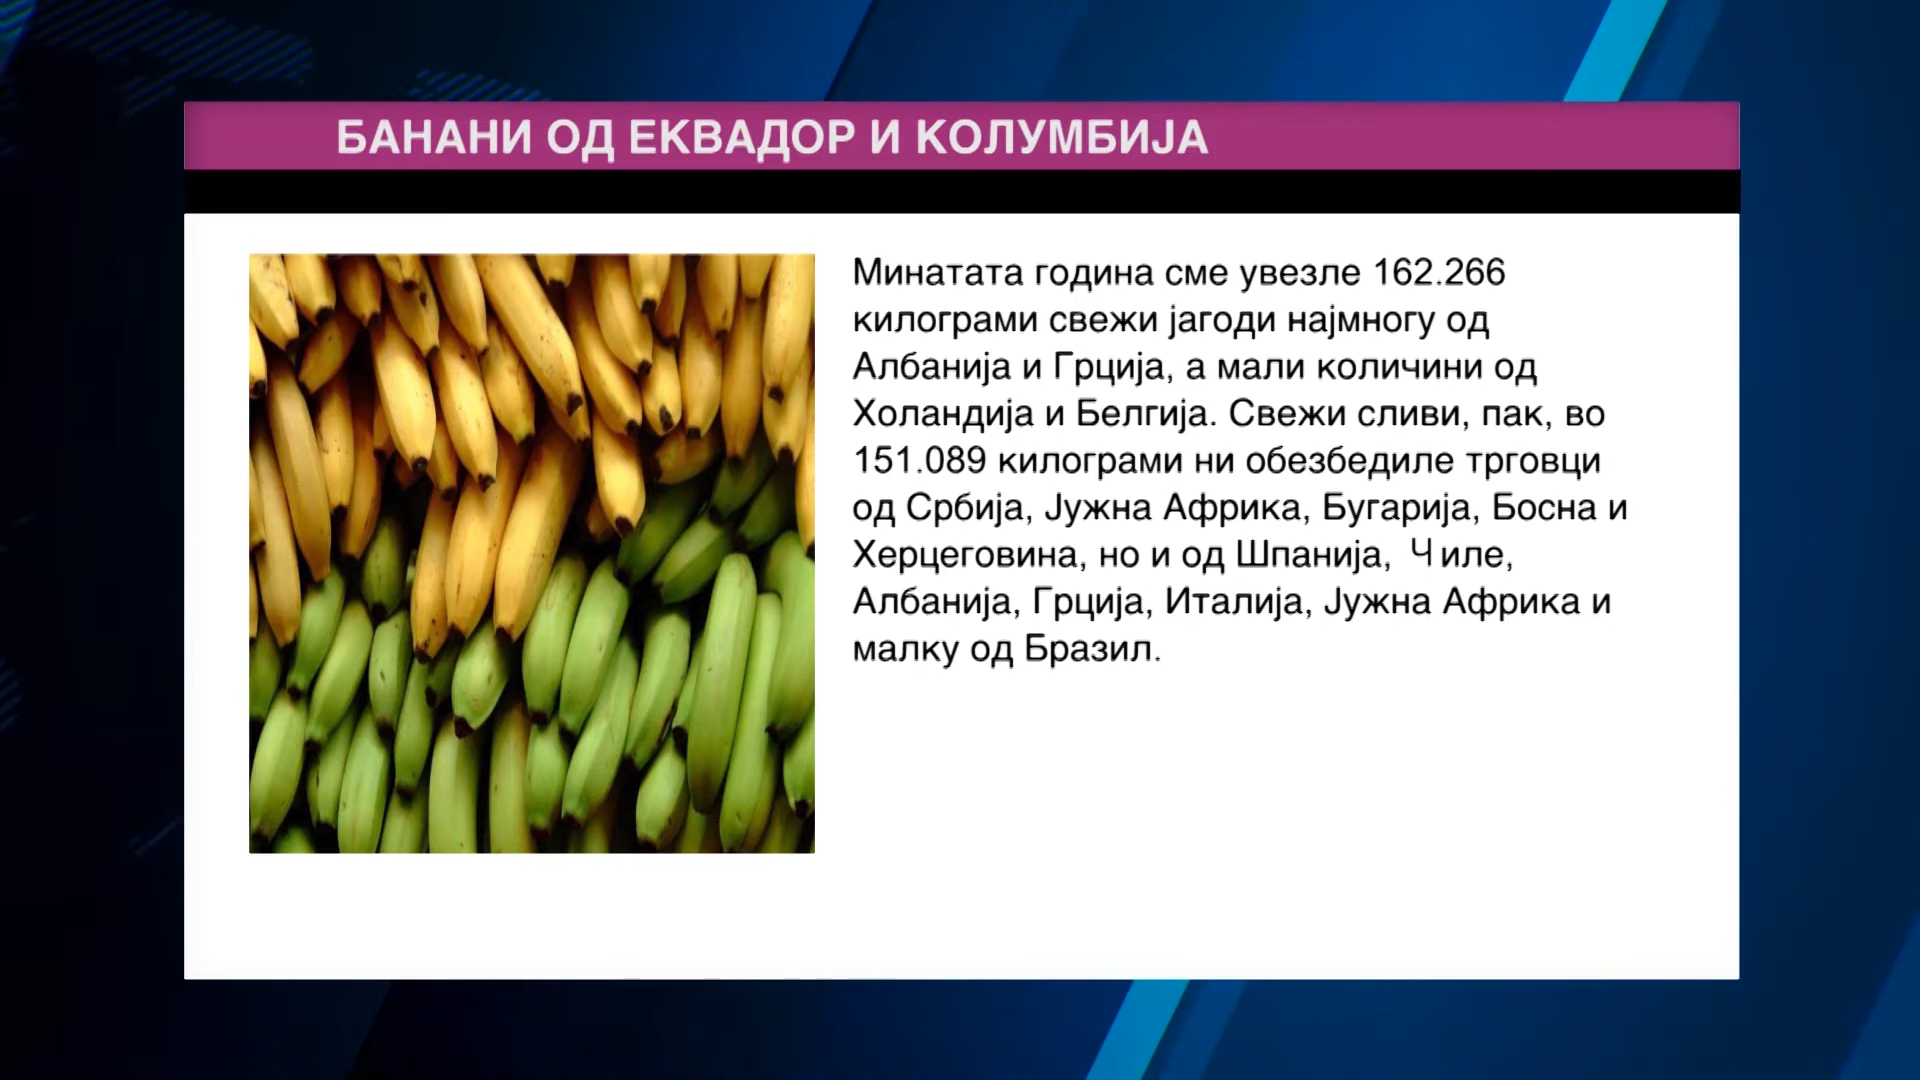 БАНАНИ ОД ЕКВАДОР И КОЛУМБИЈА
Минатата година сме увезле 162.266
килограми свежи јагоди најмногу од
Албанија и Грција, а мали количини од
Холандија и Белгија. Свежи сливи, пак, во
151.089 килограми ни обезбедиле трговци
од Србија, Јужна Африка, Бугарија, Босна и
Херцеговина, но и од Шпанија, Чиле,
Албанија, Грција, Италија, Јужна Африка и
малку од Бразил.